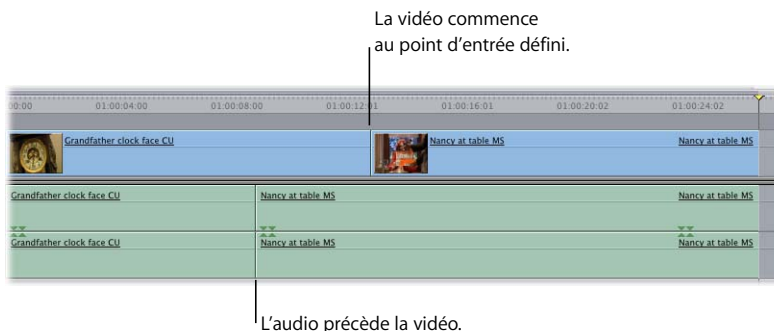 La vidéo commence
au point d’entrée défini.
00:00 01:00:04:00 01:00:08:00 01:00:12;01 01:00:16:01 01:00:20:02 01:00:24:02
Grandfather clock face CU Nancy at table MS Nancy at table MS
Grandfather clock face CU Nancy at table MS Nancy at table MS
Grandfather clock face CU Nancy at table MS Nancy at table MS
L’audio précède la vidéo.